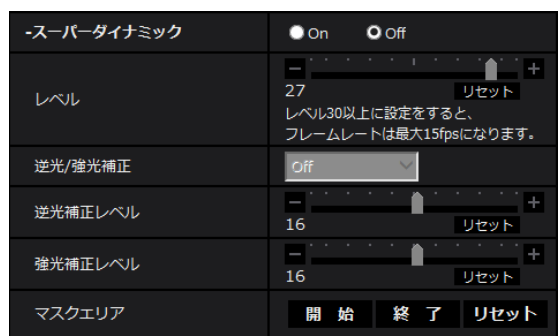 -スーパーダイナミック On Off
レベル
27 リセット
レベル30以上に設定をすると、
フレームレートは最大15fpsになります。
逆光/強光補正 Off
逆光補正レベル
16 リセット
強光補正レベル
16 リセット
マスクエリア 開 始 終 了 リセット